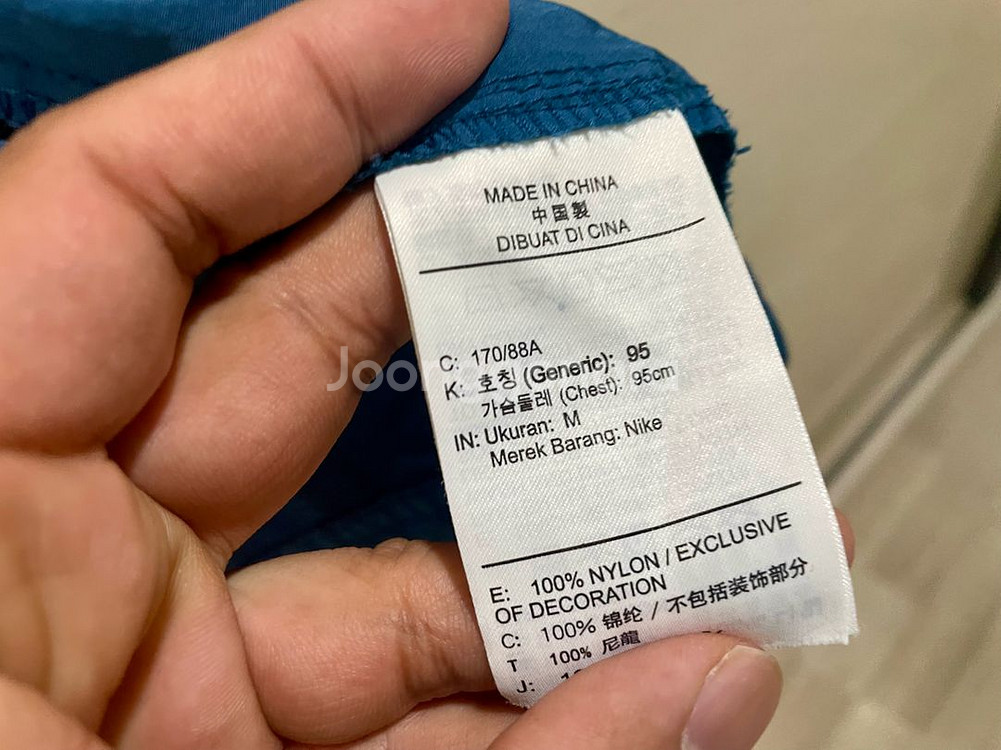 MADE IN CHINA
中国製
DIBUAT DI CINA
C: 170/88A
K: 호칭 (Generic): 95
가슴둘레 (Chest): 95cm
IN: Ukuran: M
Merek Barang: Nike
E: 100% NYLON / EXCLUSIVE
OF DECORATION
C: 100% 锦纶 / 不包括装饰部分
T 100% 尼龍
J: